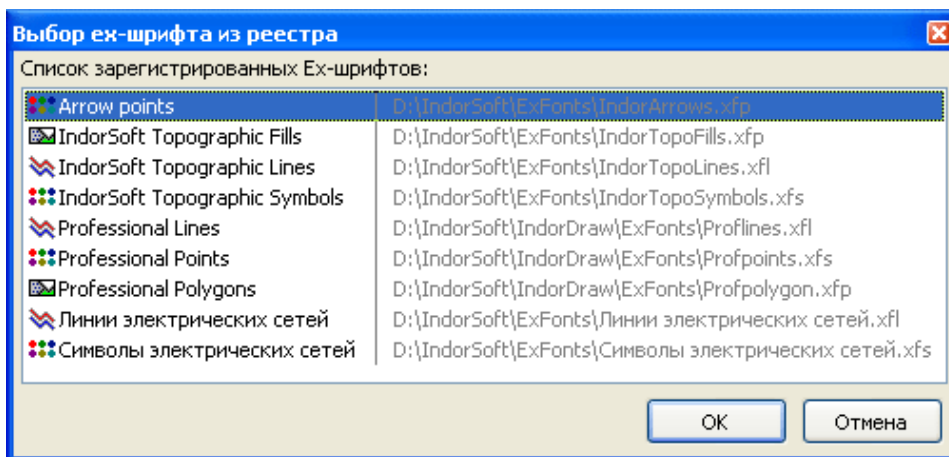 Выбор ex-шрифта из реестра
Список зарегистрированных Ex-шрифтов:
Arrow points D:\IndorSoft\ExFonts\IndorArrows.xfp
IndorSoft Topographic Fills D:\IndorSoft\ExFonts\IndorTopoFills.xfp
IndorSoft Topographic Lines D:\IndorSoft\ExFonts\IndorTopoLines.xfl
IndorSoft Topographic Symbols D:\IndorSoft\ExFonts\IndorTopoSymbols.xfs
Professional Lines D:\IndorSoft\IndorDraw\ExFonts\Proflines.xfl
Professional Points D:\IndorSoft\IndorDraw\ExFonts\Profpoints.xfs
Professional Polygons D:\IndorSoft\IndorDraw\ExFonts\Profpolygon.xfp
Линии электрических сетей D:\IndorSoft\ExFonts\Линии электрических сетей.xfl
Символы электрических сетей D:\IndorSoft\ExFonts\Символы электрических сетей.xfs
OK Отмена